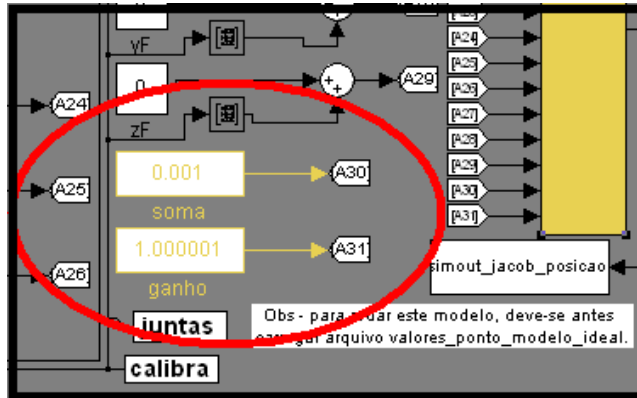 [A24]
yF
[A25]
0
A29
[A26]
[A27]
A24
zF
[A28]
0.001
A30
[A29]
A25
soma
[A30]
1.000001
A31
[A31]
A26
ganho
simout_jacob_posicao
juntas
Obs - para rodar este modelo, deve-se antes
carregar arquivo valores_ponto_modelo_ideal.
calibra